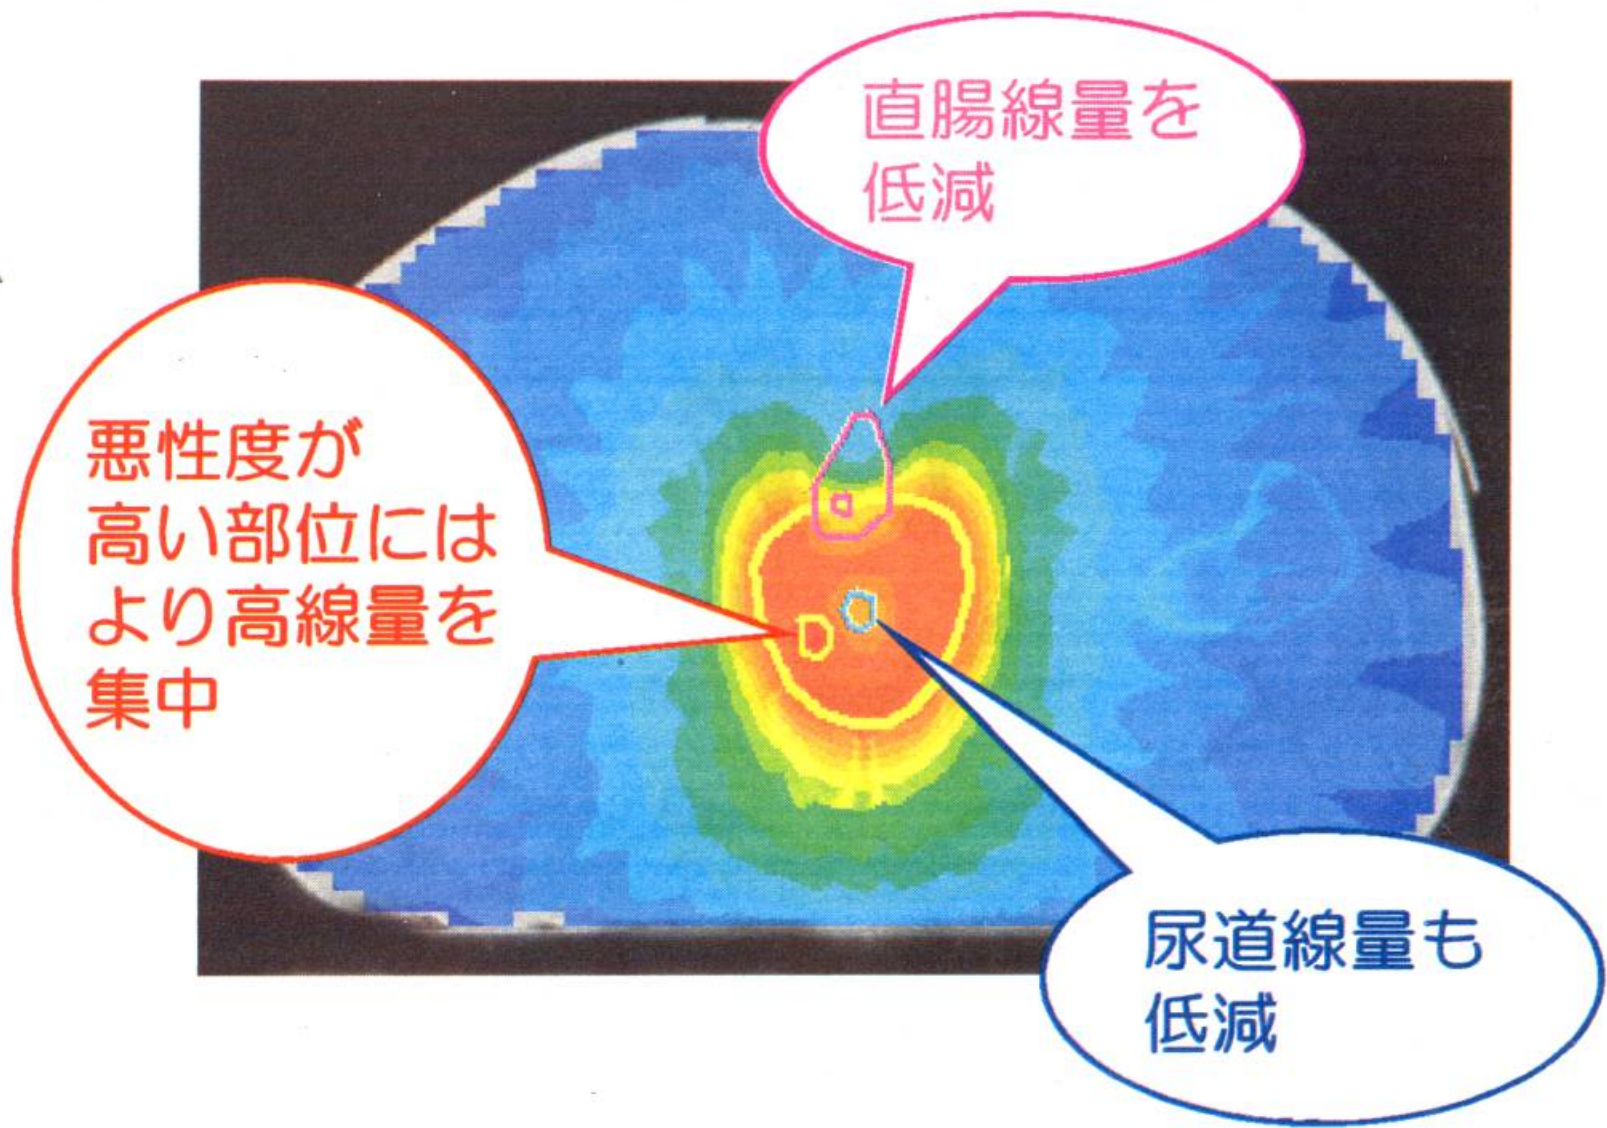 直腸線量を
低減
悪性度が
高い部位には
より高線量を
集中
尿道線量も
低減